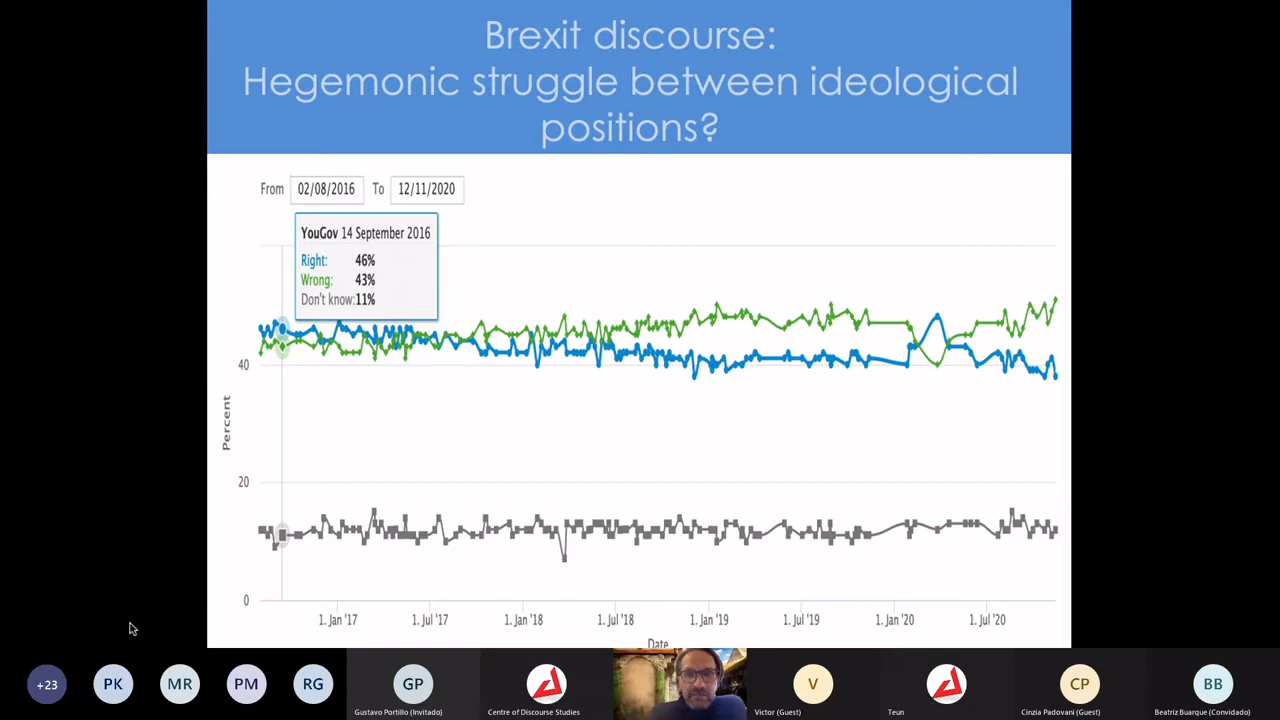 Brexit discourse:
Hegemonic struggle between ideological
positions?
From 02/08/2016 To 12/11/2020
YouGov 14 September 2016
Right: 46%
Wrong: 43%
Don't know: 11%
40
Percent
20
0
1. Jan '17 1. Jul '17 1. Jan '18 1. Jul '18 1. Jan '19 1. Jul '19 1. Jan '20 1. Jul '20
Date
+23 PK MR PM RG GP V CP BB
Gustavo Portillo (Invitado) Centre of Discourse Studies Victor (Guest) Teun Cinzia Padovani (Guest) Beatriz Buarque (Convidado)